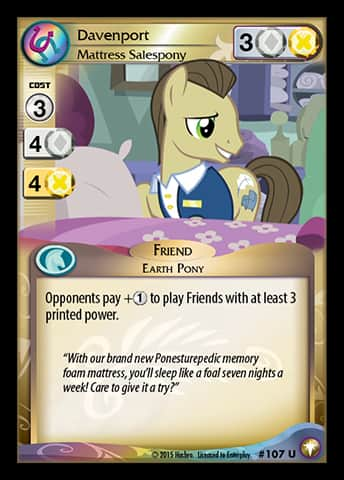 Davenport
Mattress Salespony
3
COST
3
4
4
FRIEND
EARTH PONY
Opponents pay +1 to play Friends with at least 3
printed power.
"With our brand new Ponesturepedic memory
foam mattress, you'll sleep like a foal seven nights a
week! Care to give it a try?"
© 2015 Hasbro. Licensed to Enterplay. #107 U